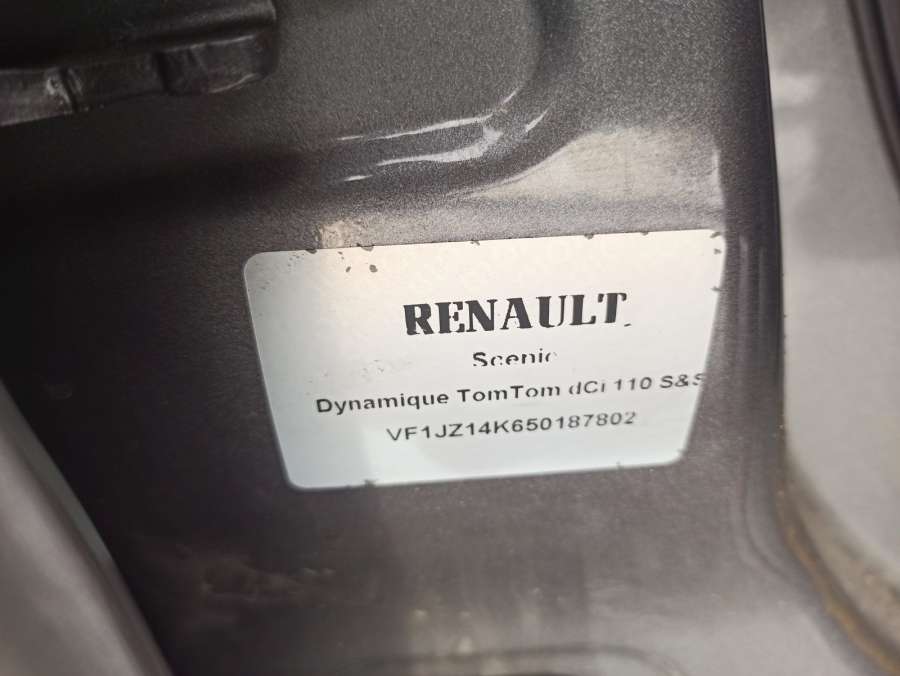 RENAULT
Scenic
Dynamique TomTom dCi 110 S&S
VF1JZ14K650187802